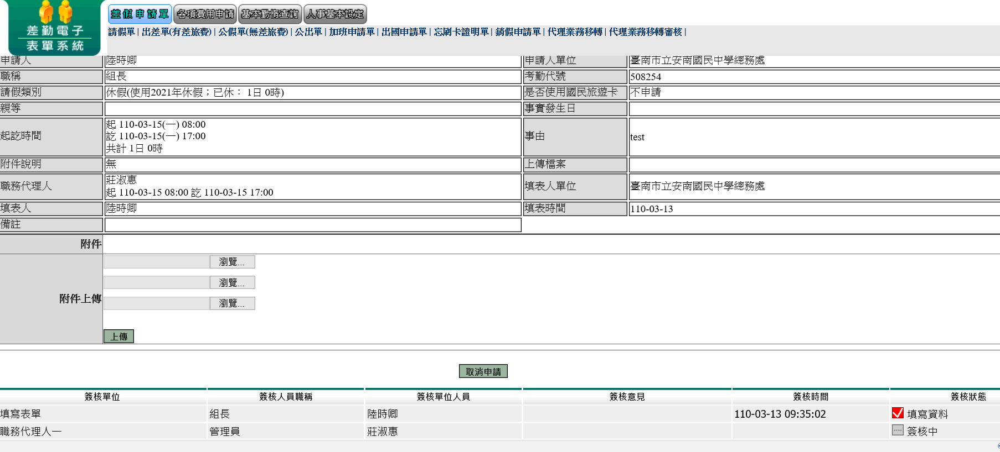 差勤電子
表單系統
差假申請單 各項費用申請 基本勤惰查詢 人事基本設定
請假單 | 出差單(有差旅費) | 公假單(無差旅費) | 公出單 | 加班申請單 | 出國申請單 | 忘刷卡證明單 | 銷假申請單 | 代理業務移轉 | 代理業務移轉審核 |
申請人 陸時卿 申請人單位 臺南市立安南國民中學總務處
職稱 組長 考勤代號 508254
請假類別 休假(使用2021年休假；已休： 1日 0時) 是否使用國民旅遊卡 不申請
親等 事實發生日
起訖時間 起 110-03-15(一) 08:00
訖 110-03-15(一) 17:00
共計 1日 0時
事由 test
附件說明 無 上傳檔案
職務代理人 莊淑惠
起 110-03-15 08:00 訖 110-03-15 17:00
填表人單位 臺南市立安南國民中學總務處
填表人 陸時卿 填表時間 110-03-13
備註
附件
附件上傳
瀏覽...
瀏覽...
瀏覽...
上傳
取消申請
簽核單位 簽核人員職稱 簽核單位人員 簽核意見 簽核時間 簽核狀態
填寫表單 組長 陸時卿 110-03-13 09:35:02 填寫資料
職務代理人一 管理員 莊淑惠 簽核中